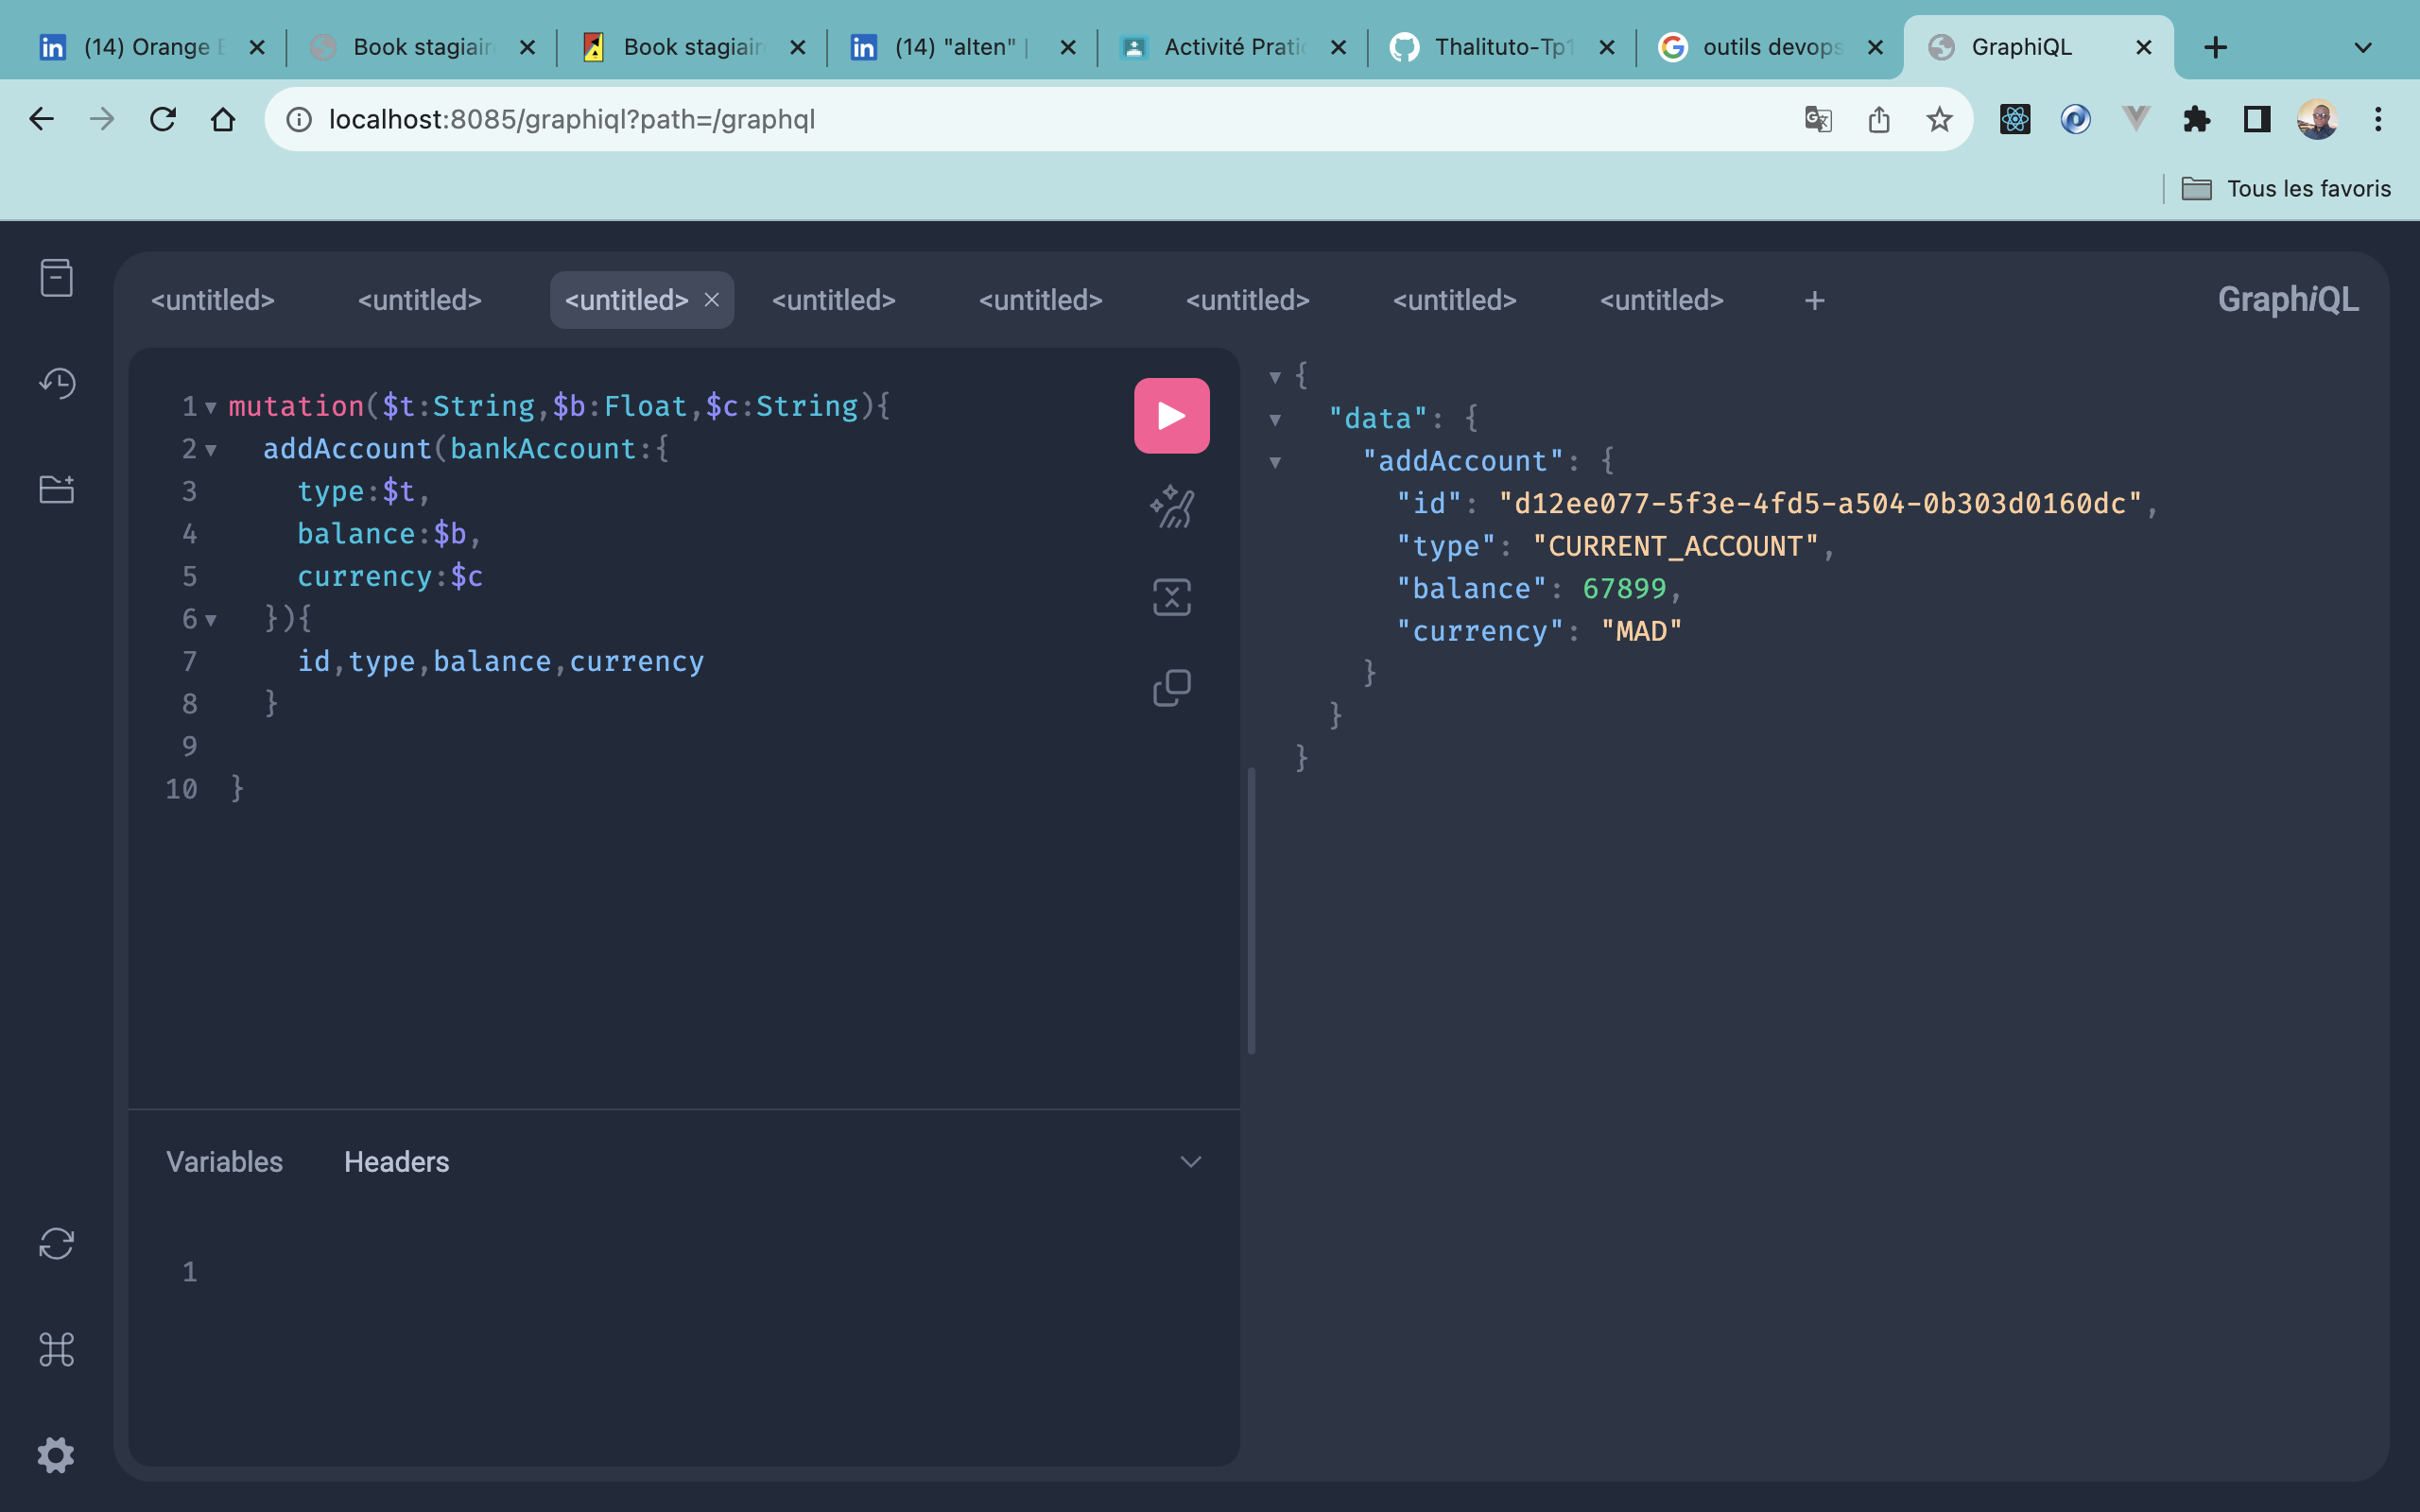 (14) Orange
Book stagiair
Book stagiair
(14) "alten" |
Activité Prati
Thalituto-Tp1
outils devops
GraphiQL
localhost:8085/graphiql?path=/graphql
Tous les favoris
<untitled> <untitled> <untitled> <untitled> <untitled> <untitled> <untitled> <untitled> +
GraphiQL
1 mutation($t:String,$b:Float,$c:String){
2 addAccount(bankAccount:{
3 type:$t,
4 balance:$b,
5 currency:$c
6 }){
7 id,type,balance,currency
8 }
9
10 }
{
"data": {
"addAccount": {
"id": "d12ee077-5f3e-4fd5-a504-0b303d0160dc",
"type": "CURRENT_ACCOUNT",
"balance": 67899,
"currency": "MAD"
}
}
}
Variables Headers
1